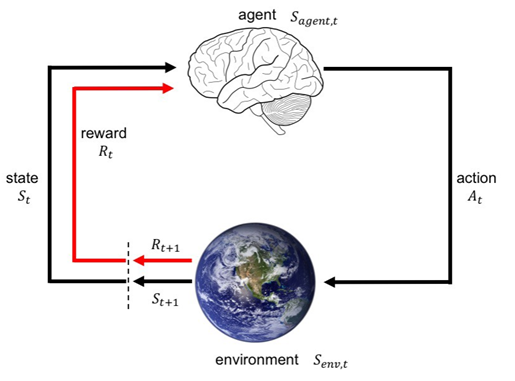 agent S_agent,t
reward
R_t
state
S_t
action
A_t
R_t+1
S_t+1
environment S_env,t